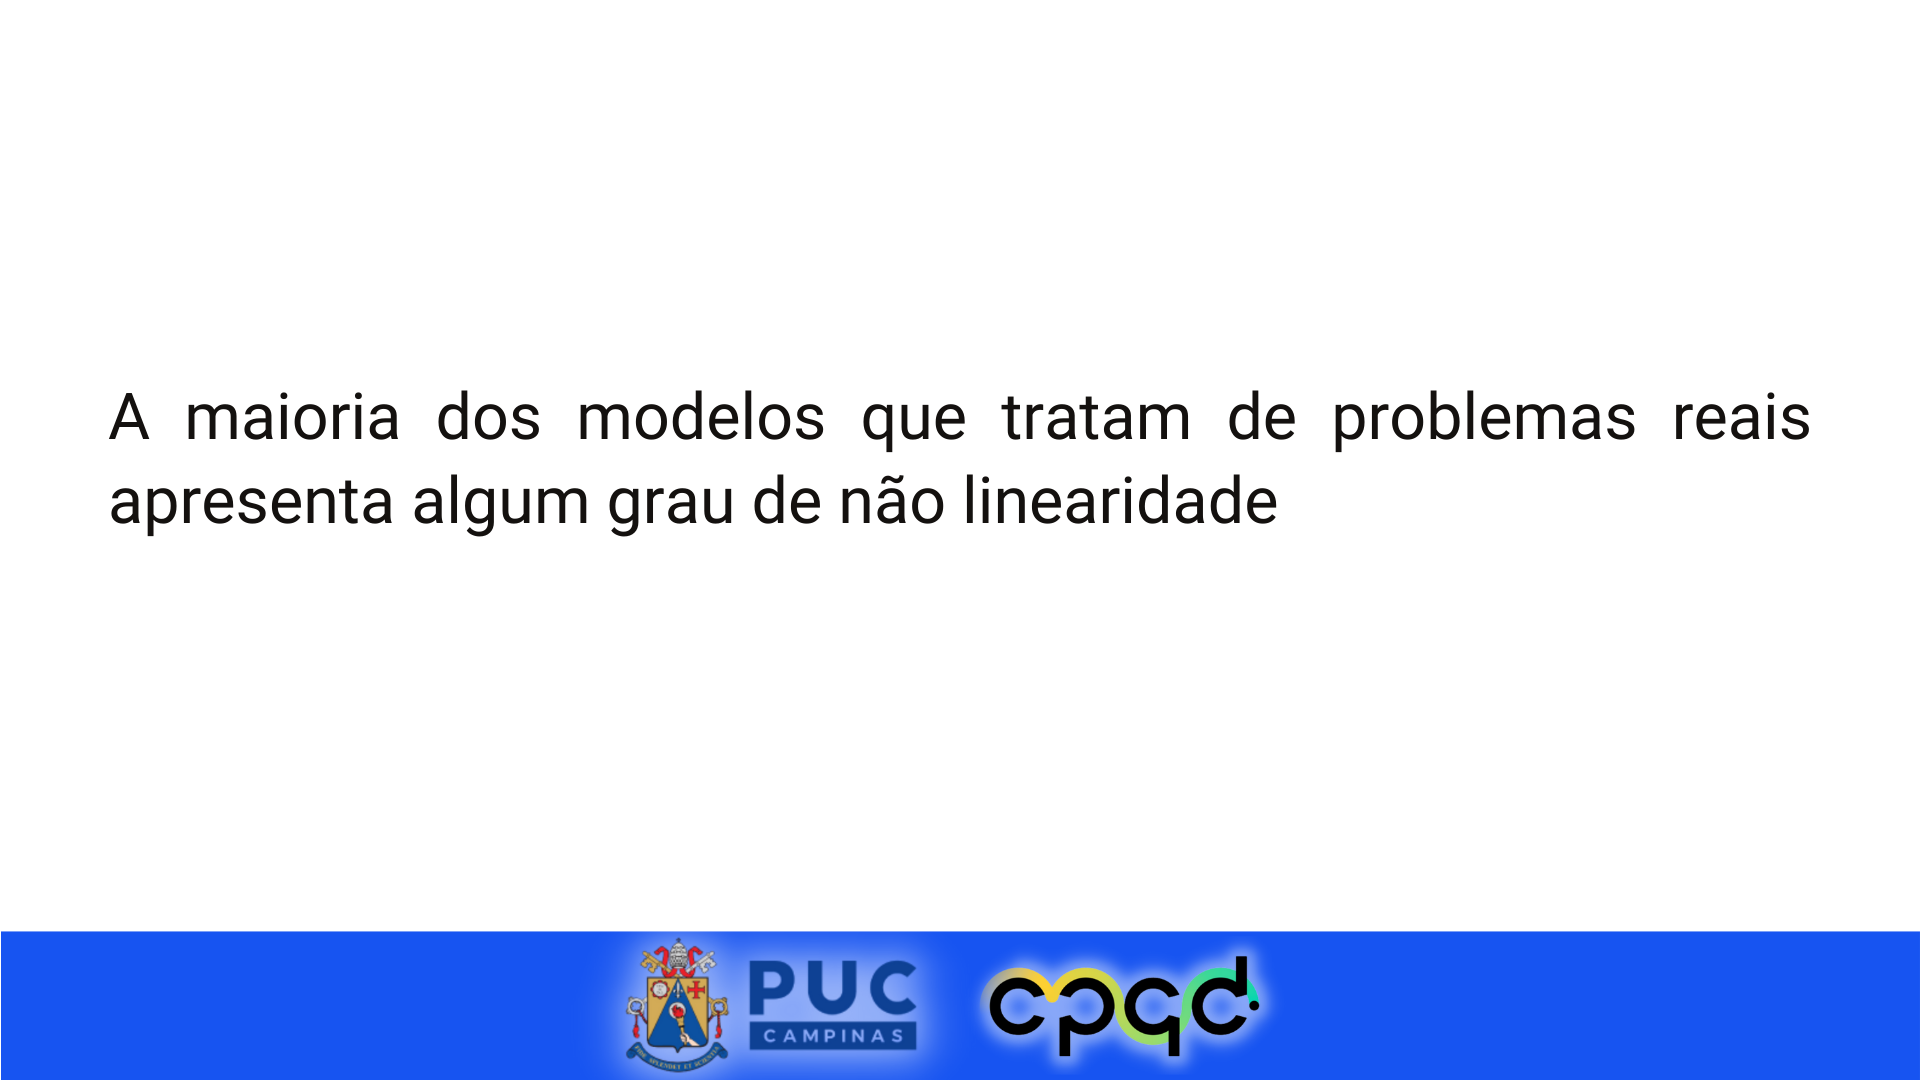 A maioria dos modelos que tratam de problemas reais
apresenta algum grau de não linearidade
PUC
CAMPINAS
cpqd